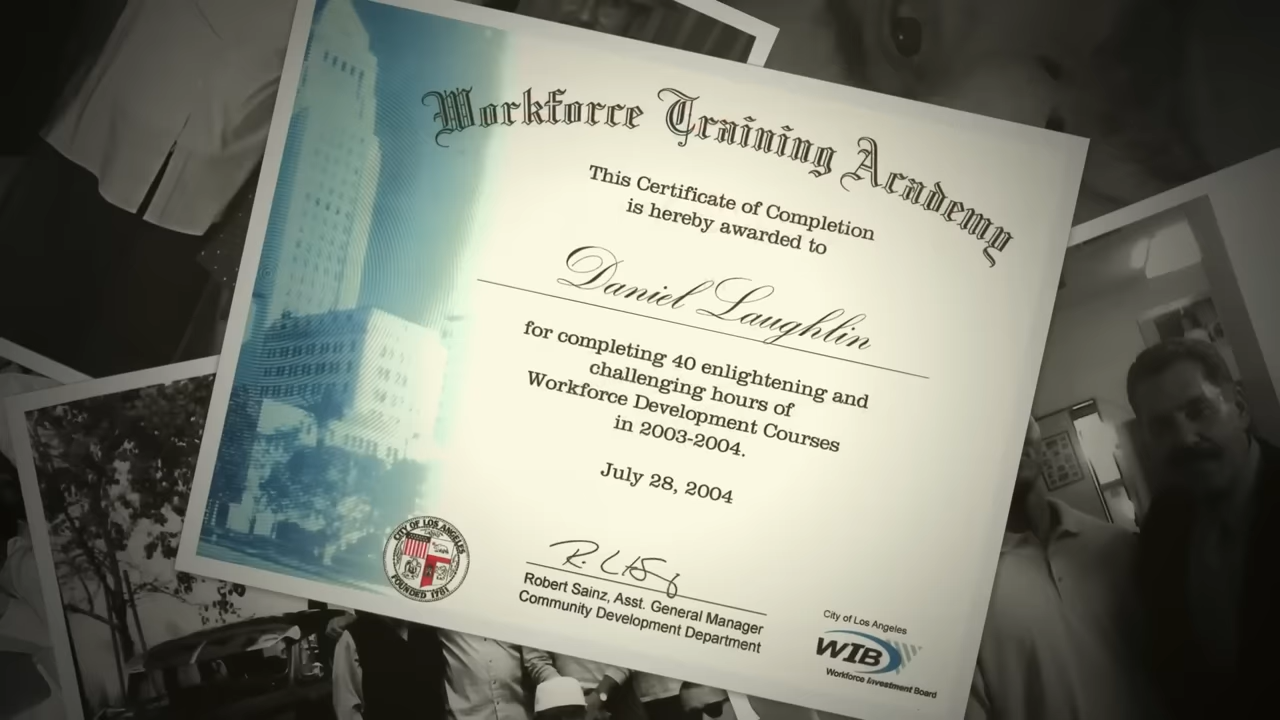 Workforce Training Academy
This Certificate of Completion
is hereby awarded to
Daniel Laughlin
for completing 40 enlightening and
challenging hours of
Workforce Development Courses
in 2003-2004.
July 28, 2004
CITY OF LOS ANGELES
FOUNDED 1781
Robert Sainz, Asst. General Manager
Community Development Department
City of Los Angeles
WIB
Workforce Investment Board